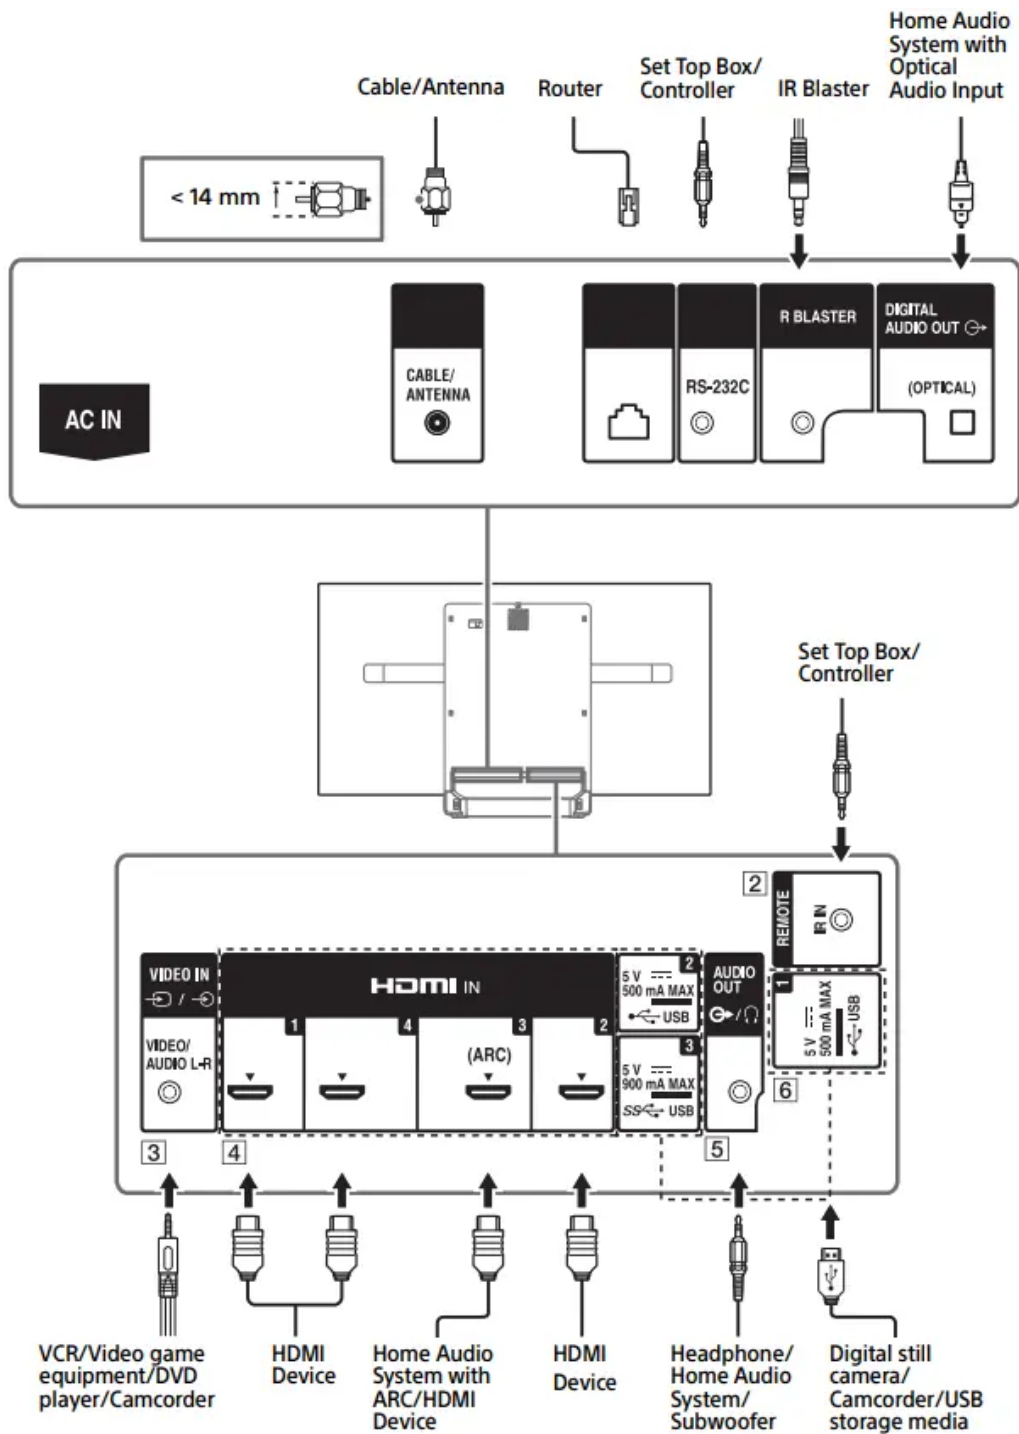 Home Audio
System with
Optical
Audio Input
Set Top Box/
Controller
Cable/Antenna
Router
IR Blaster
< 14 mm
AC IN
CABLE/
ANTENNA
RS-232C
R BLASTER
DIGITAL
AUDIO OUT
(OPTICAL)
Set Top Box/
Controller
2
REMOTE
IR IN
VIDEO IN
/
VIDEO/
AUDIO L-R
3
HDMI IN
1
4
3
(ARC)
2
4
2
5 V
500 mA MAX
USB
3
5 V
900 mA MAX
SS USB
AUDIO
OUT
/
5
1
5 V
500 mA MAX
USB
6
VCR/Video game
equipment/DVD
player/Camcorder
HDMI
Device
Home Audio
System with
ARC/HDMI
Device
HDMI
Device
Headphone/
Home Audio
System/
Subwoofer
Digital still
camera/
Camcorder/USB
storage media